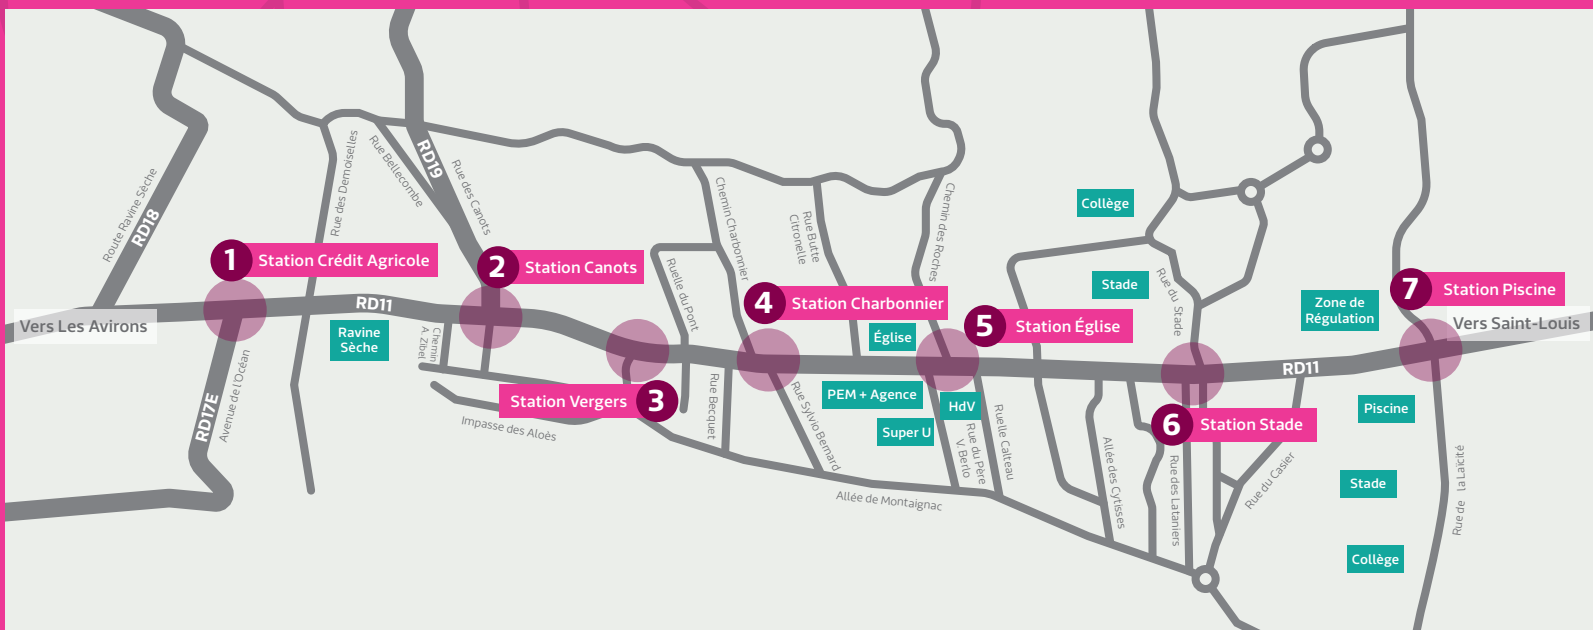 Route Ravine Sèche
RD18
Rue des Demoiselles
Rue Bellecombe
RD19
Rue des Canots
1 Station Crédit Agricole
2 Station Canots
Vers Les Avirons
RD11
Ravine
Sèche
Chemin
A. Zibel
RD17E
Avenue de l'Océan
Station Vergers 3
Impasse des Aloès
Ruelle du Pont
Chemin Charbonnier
Rue Butte
Citronelle
Chemin des Roches
4 Station Charbonnier
Église
5 Station Église
Rue Becquet
Rue Sylvio Bernard
PEM + Agence
Super U
HdV
Rue du Père
V. Berlo
Ruelle Calteau
Allée de Montaignac
Allée des Cytisses
Collège
Stade
Rue du Stade
6 Station Stade
Rue des Lataniers
Rue du Casier
RD11
Zone de
Régulation
7 Station Piscine
Vers Saint-Louis
Piscine
Stade
Collège
Rue de la Laïcité